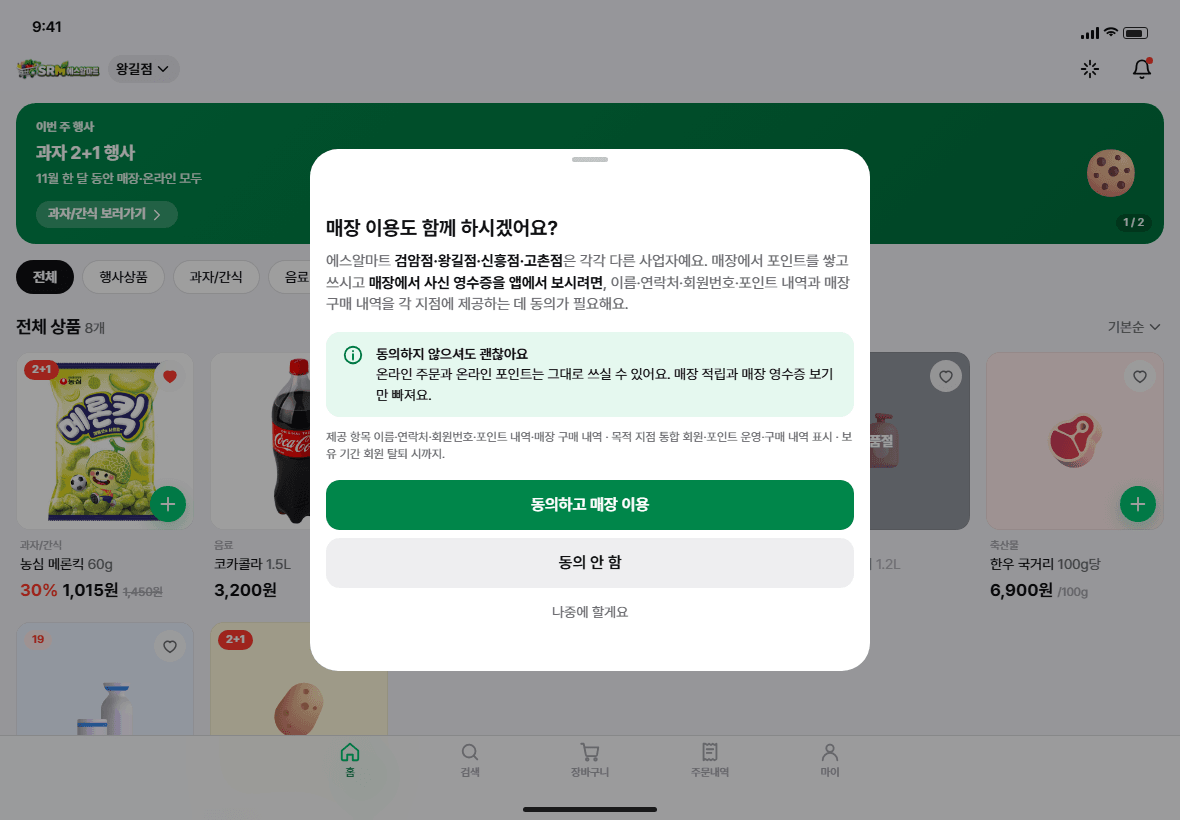 9:41
SRM 에스알마트
왕길점
이번 주 행사
과자 2+1 행사
11월 한 달 동안 매장·온라인 모두
과자/간식 보러가기
1 / 2
전체
행사상품
과자/간식
음료
전체 상품 8개
기본순
매장 이용도 함께 하시겠어요?
에스알마트 검암점·왕길점·신흥점·고촌점은 각각 다른 사업자예요. 매장에서 포인트를 쌓고
쓰시고 매장에서 사신 영수증을 앱에서 보시려면, 이름·연락처·회원번호·포인트 내역과 매장
구매 내역을 각 지점에 제공하는 데 동의가 필요해요.
동의하지 않으셔도 괜찮아요
온라인 주문과 온라인 포인트는 그대로 쓰실 수 있어요. 매장 적립과 매장 영수증 보기
만 빠져요.
제공 항목 이름·연락처·회원번호·포인트 내역·매장 구매 내역 · 목적 지점 통합 회원·포인트 운영·구매 내역 표시 · 보
유 기간 회원 탈퇴 시까지.
동의하고 매장 이용
동의 안 함
나중에 할게요
2+1
농심
메론킥
Coca-Cola
품절
과자/간식
농심 메론킥 60g
30% 1,015원 1,450원
음료
코카콜라 1.5L
3,200원
1.2L
축산물
한우 국거리 100g당
6,900원 /100g
19
2+1
홈
검색
장바구니
주문내역
마이